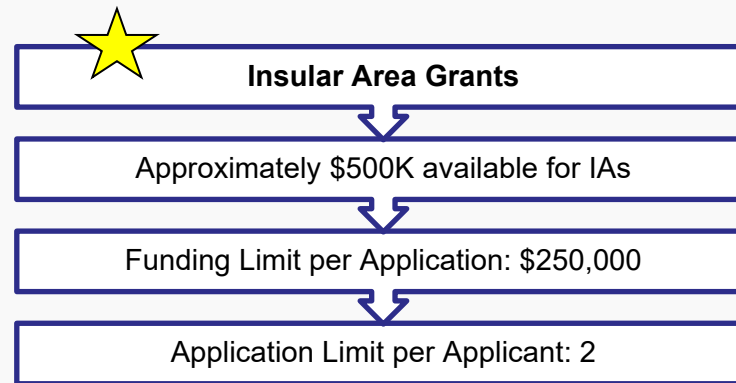 Insular Area Grants
Approximately $500K available for IAs
Funding Limit per Application: $250,000
Application Limit per Applicant: 2